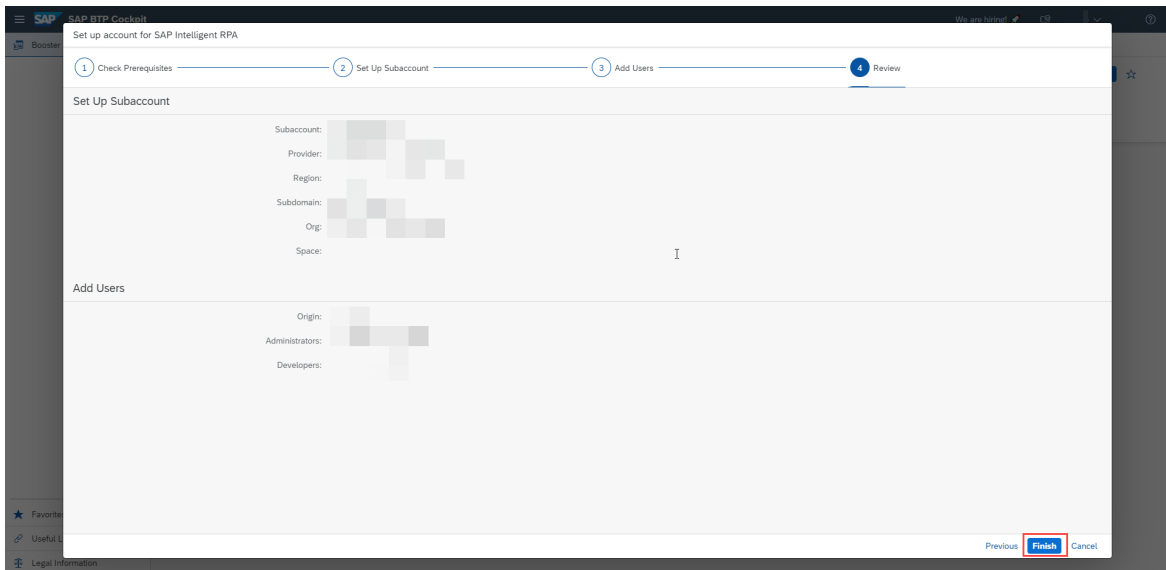 SAP SAP BTP Cockpit We are hiring!
Booster
Set up account for SAP Intelligent RPA
1 Check Prerequisites 2 Set Up Subaccount 3 Add Users 4 Review
Set Up Subaccount
Subaccount:
Provider:
Region:
Subdomain:
Org:
Space:
Add Users
Origin:
Administrators:
Developers:
Favorite
Useful L
Previous Finish Cancel
Legal Information